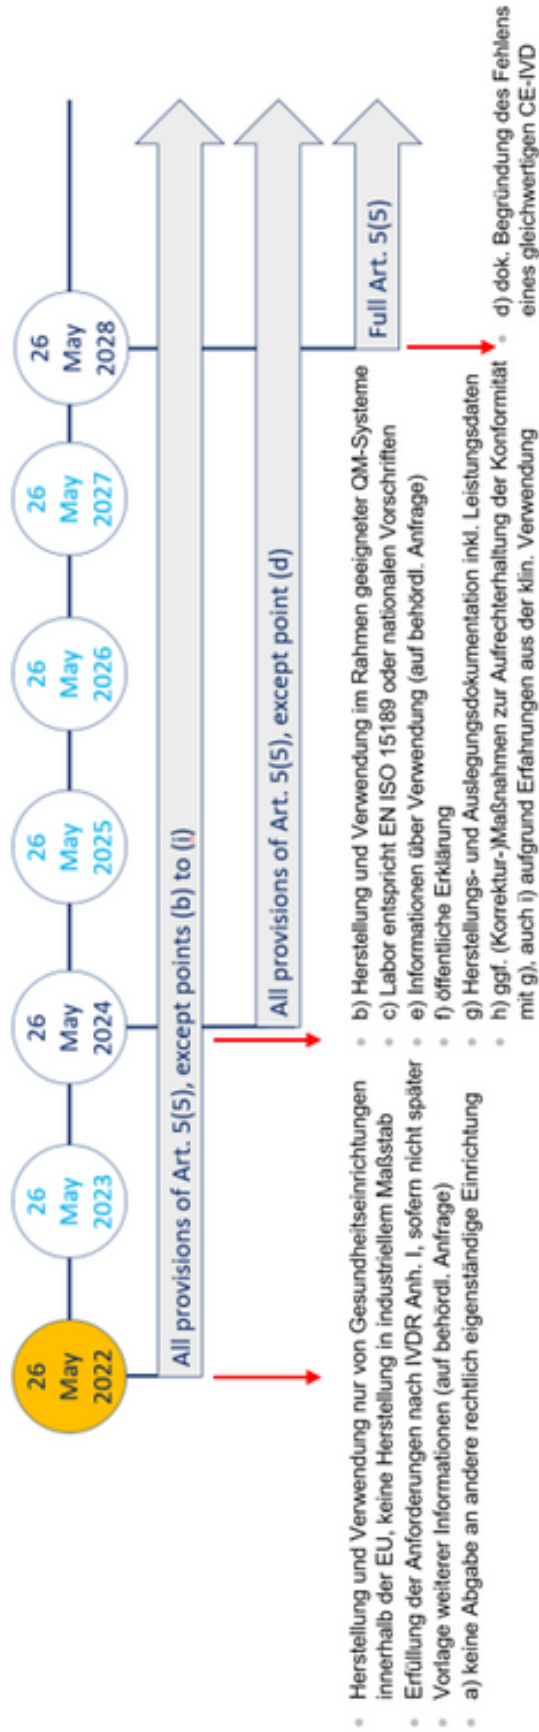 26
May
2022
26
May
2023
26
May
2024
26
May
2025
26
May
2026
26
May
2027
26
May
2028
All provisions of Art. 5(5), except points (b) to (i)
All provisions of Art. 5(5), except point (d)
Full Art. 5(5)
• Herstellung und Verwendung nur von Gesundheitseinrichtungen
innerhalb der EU, keine Herstellung in industriellem Maßstab
• Erfüllung der Anforderungen nach IVDR Anh. I, sofern nicht später
• Vorlage weiterer Informationen (auf behördl. Anfrage)
• a) keine Abgabe an andere rechtlich eigenständige Einrichtung
• b) Herstellung und Verwendung im Rahmen geeigneter QM-Systeme
• c) Labor entspricht EN ISO 15189 oder nationalen Vorschriften
• e) Informationen über Verwendung (auf behördl. Anfrage)
• f) öffentliche Erklärung
• g) Herstellungs- und Auslegungsdokumentation inkl. Leistungsdaten
• h) ggf. (Korrektur-)Maßnahmen zur Aufrechterhaltung der Konformität
mit g), auch i) aufgrund Erfahrungen aus der klin. Verwendung
• d) dok. Begründung des Fehlens
eines gleichwertigen CE-IVD